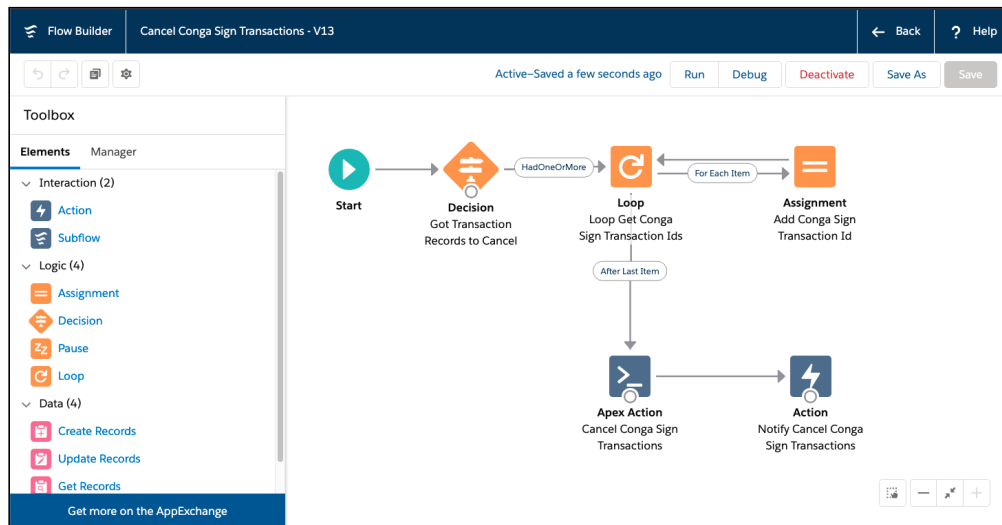 Flow Builder
Cancel Conga Sign Transactions - V13
Back
? Help
Active–Saved a few seconds ago
Run
Debug
Deactivate
Save As
Save
Toolbox
Elements
Manager
Interaction (2)
Action
Subflow
Logic (4)
Assignment
Decision
Pause
Loop
Data (4)
Create Records
Update Records
Get Records
Get more on the AppExchange
Start
Decision
Got Transaction
Records to Cancel
HadOneOrMore
Loop
Loop Get Conga
Sign Transaction Ids
For Each Item
Assignment
Add Conga Sign
Transaction Id
After Last Item
Apex Action
Cancel Conga Sign
Transactions
Action
Notify Cancel Conga
Sign Transactions